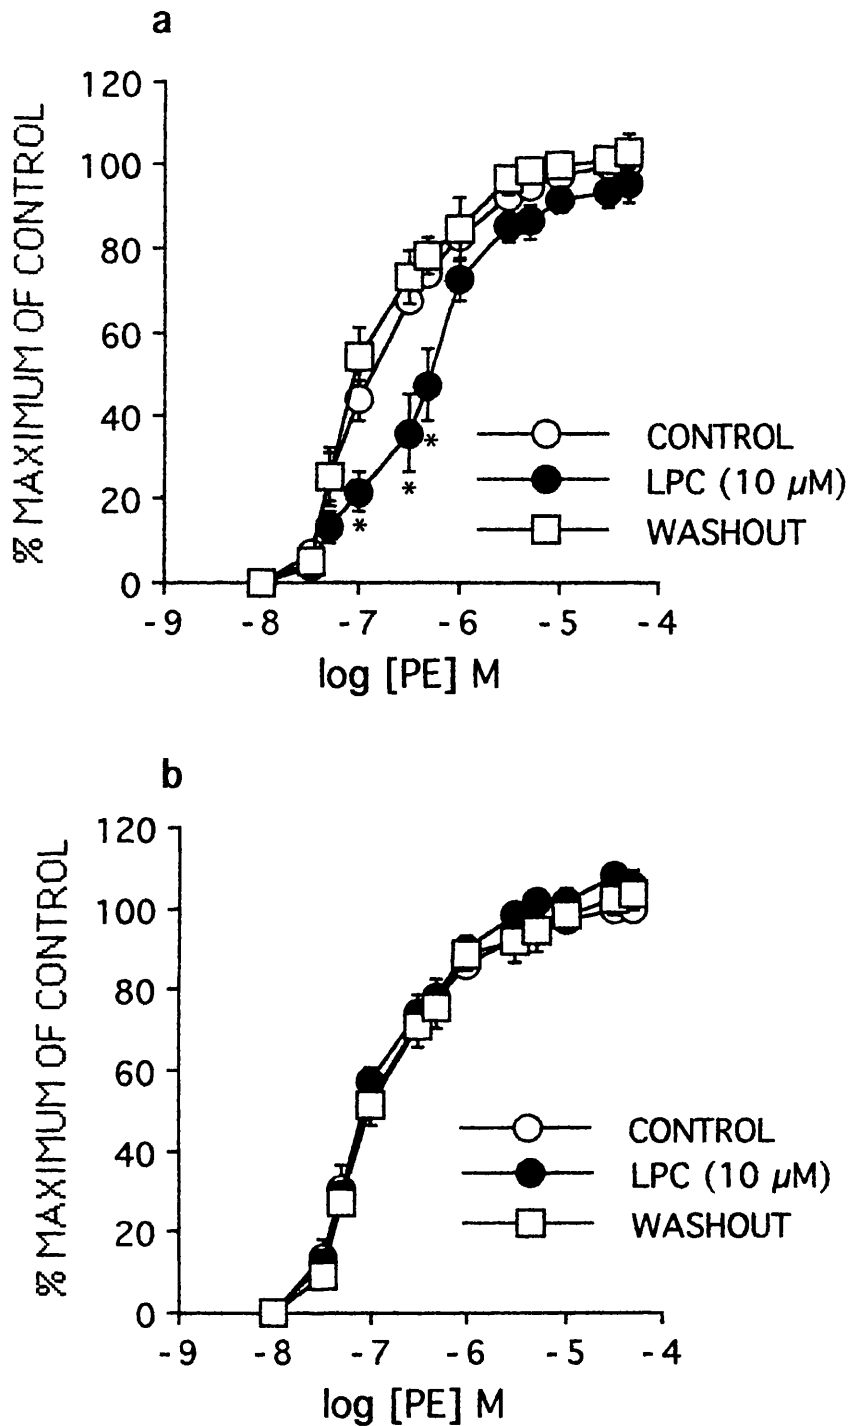 a
120
100
80
60
40
20
0
% MAXIMUM OF CONTROL
-9 -8 -7 -6 -5 -4
log [PE] M
* * *
CONTROL
LPC (10 µM)
WASHOUT
b
120
100
80
60
40
20
0
% MAXIMUM OF CONTROL
-9 -8 -7 -6 -5 -4
log [PE] M
CONTROL
LPC (10 µM)
WASHOUT